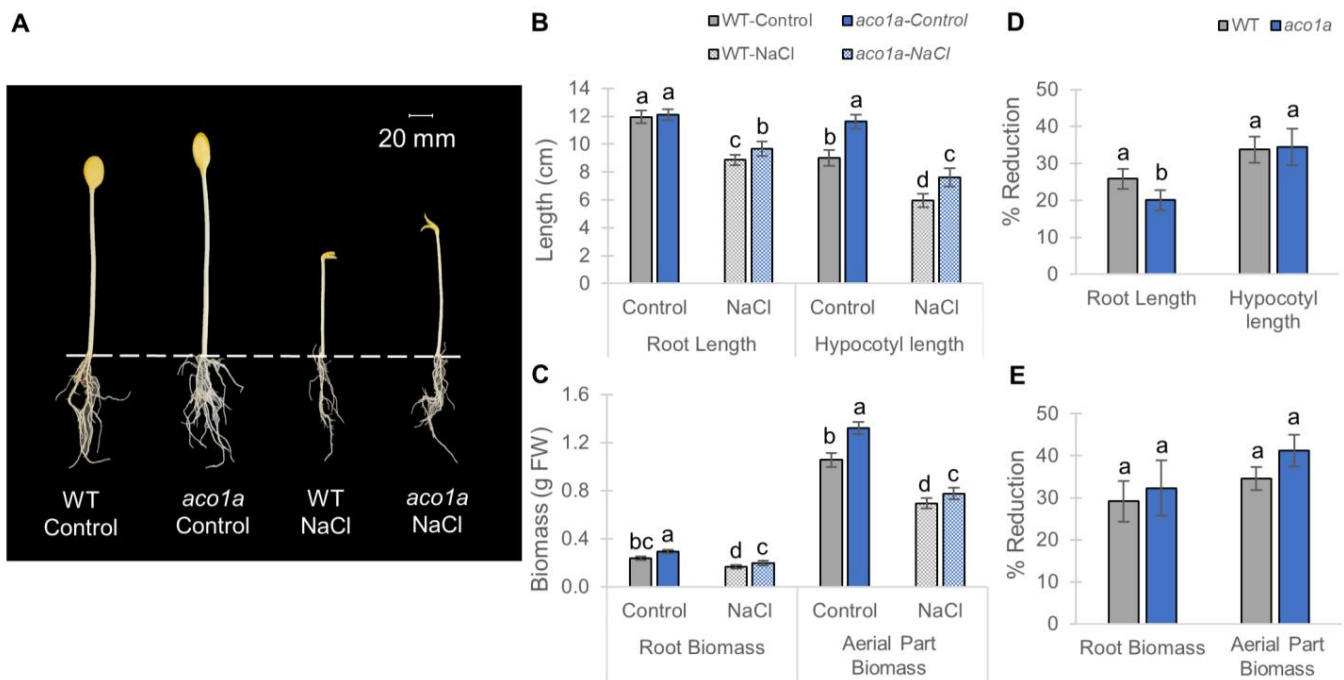 A
20 mm
WT
Control
aco1a
Control
WT
NaCl
aco1a
NaCl
B
WT-Control
aco1a-Control
WT-NaCl
aco1a-NaCl
Length (cm)
14
12
10
8
6
4
2
0
a
a
c
b
b
a
d
c
Control
NaCl
Control
NaCl
Root Length
Hypocotyl length
C
Biomass (g FW)
1.6
1.2
0.8
0.4
0.0
bc
a
d
c
b
a
d
c
Control
NaCl
Control
NaCl
Root Biomass
Aerial Part
Biomass
D
WT
aco1a
% Reduction
50
40
30
20
10
0
a
b
a
a
Root Length
Hypocotyl
length
E
% Reduction
50
40
30
20
10
0
a
a
a
a
Root Biomass
Aerial Part
Biomass